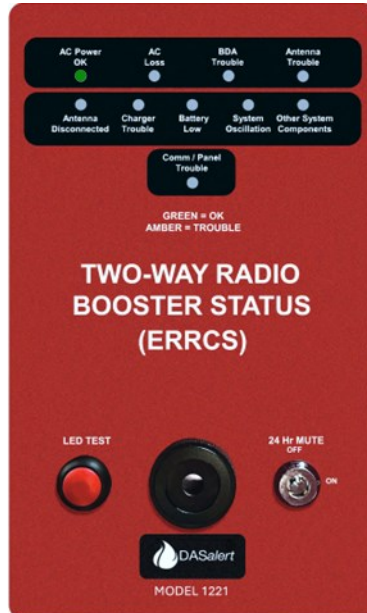 AC Power
OK
AC
Loss
BDA
Trouble
Antenna
Trouble
Antenna
Disconnected
Charger
Trouble
Battery
Low
System
Oscillation
Other System
Components
Comm / Panel
Trouble
GREEN = OK
AMBER = TROUBLE
TWO-WAY RADIO
BOOSTER STATUS
(ERRCS)
LED TEST
24 Hr MUTE
OFF
ON
DASalert
MODEL 1221